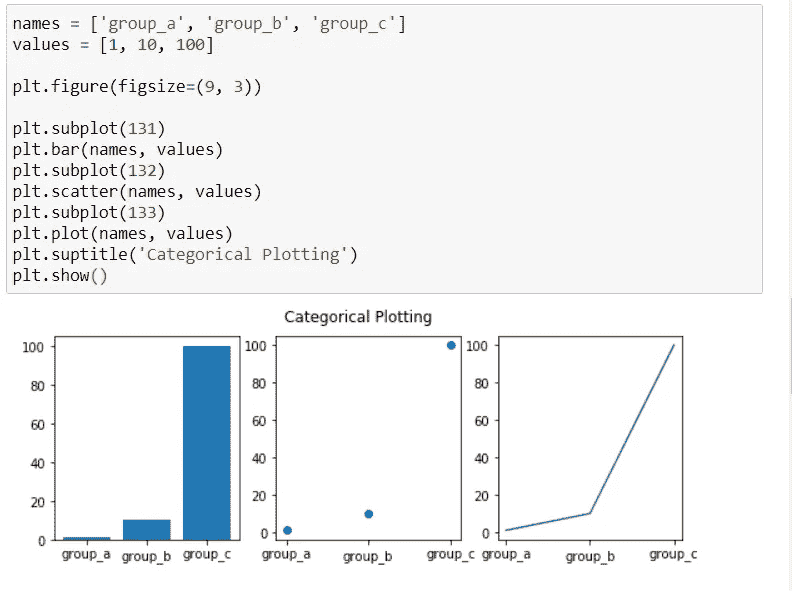 names = ['group_a', 'group_b', 'group_c']
values = [1, 10, 100]
plt.figure(figsize=(9, 3))
plt.subplot(131)
plt.bar(names, values)
plt.subplot(132)
plt.scatter(names, values)
plt.subplot(133)
plt.plot(names, values)
plt.suptitle('Categorical Plotting')
plt.show()
Categorical Plotting
100 100 100
80 80 80
60 60 60
40 40 40
20 20 20
0 0 0
group_a group_b group_c group_a group_b group_c group_a group_b group_c